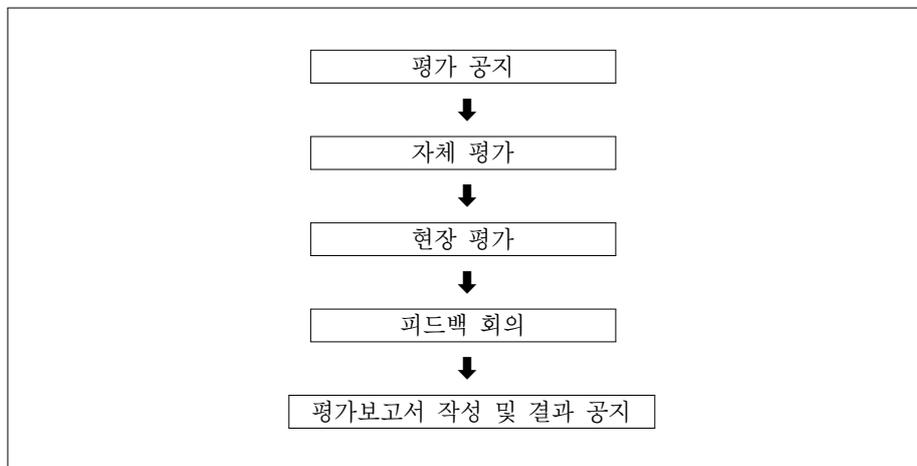 평가 공지
자체 평가
현장 평가
피드백 회의
평가보고서 작성 및 결과 공지